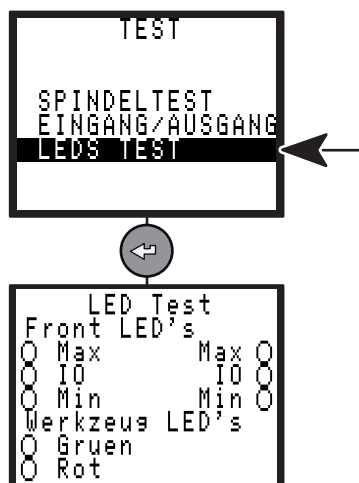 TEST
SPINDELTEST
EINGANG/AUSGANG
LEDS TEST
LED Test
Front LED's
Max Max
IO IO
Min Min
Werkzeug LED's
Gruen
Rot